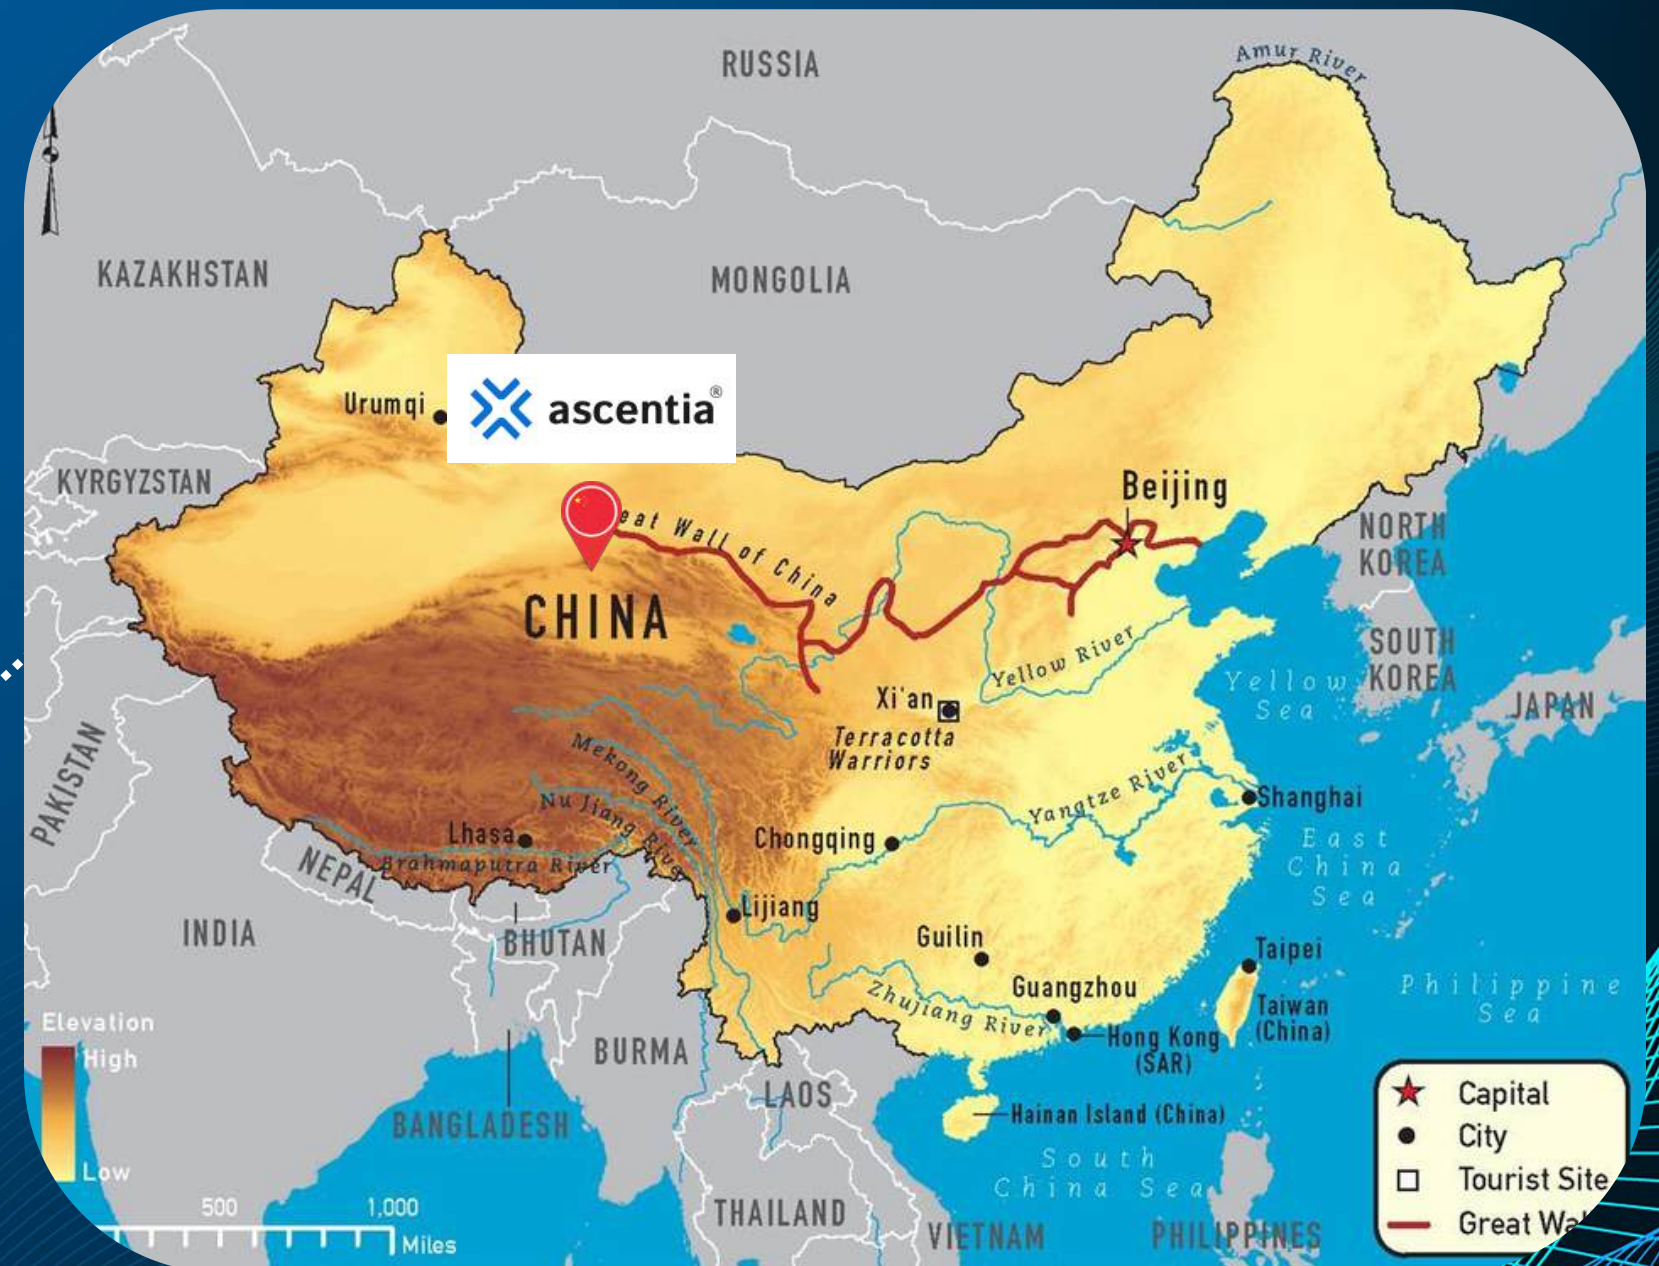 Amur River
RUSSIA
KAZAKHSTAN
MONGOLIA
Urumqi
ascentia®
KYRGYZSTAN
Beijing
eat Wall of China
NORTH
KOREA
CHINA
SOUTH
KOREA
Yellow River
Yellow
Sea
Xi'an
Terracotta
Warriors
JAPAN
PAKISTAN
Mekong River
Nu Jiang River
Yangtze River
Shanghai
Lhasa
Chongqing
East
China
Sea
Brahmaputra River
NEPAL
Lijiang
INDIA
BHUTAN
Guilin
Taipei
Guangzhou
Philippine
Sea
Zhujiang River
Taiwan
(China)
Elevation
High
Low
BURMA
Hong Kong
(SAR)
LAOS
BANGLADESH
Hainan Island (China)
South
China Sea
500
1,000
Miles
THAILAND
VIETNAM
PHILIPPINES
Capital
City
Tourist Site
Great Wa